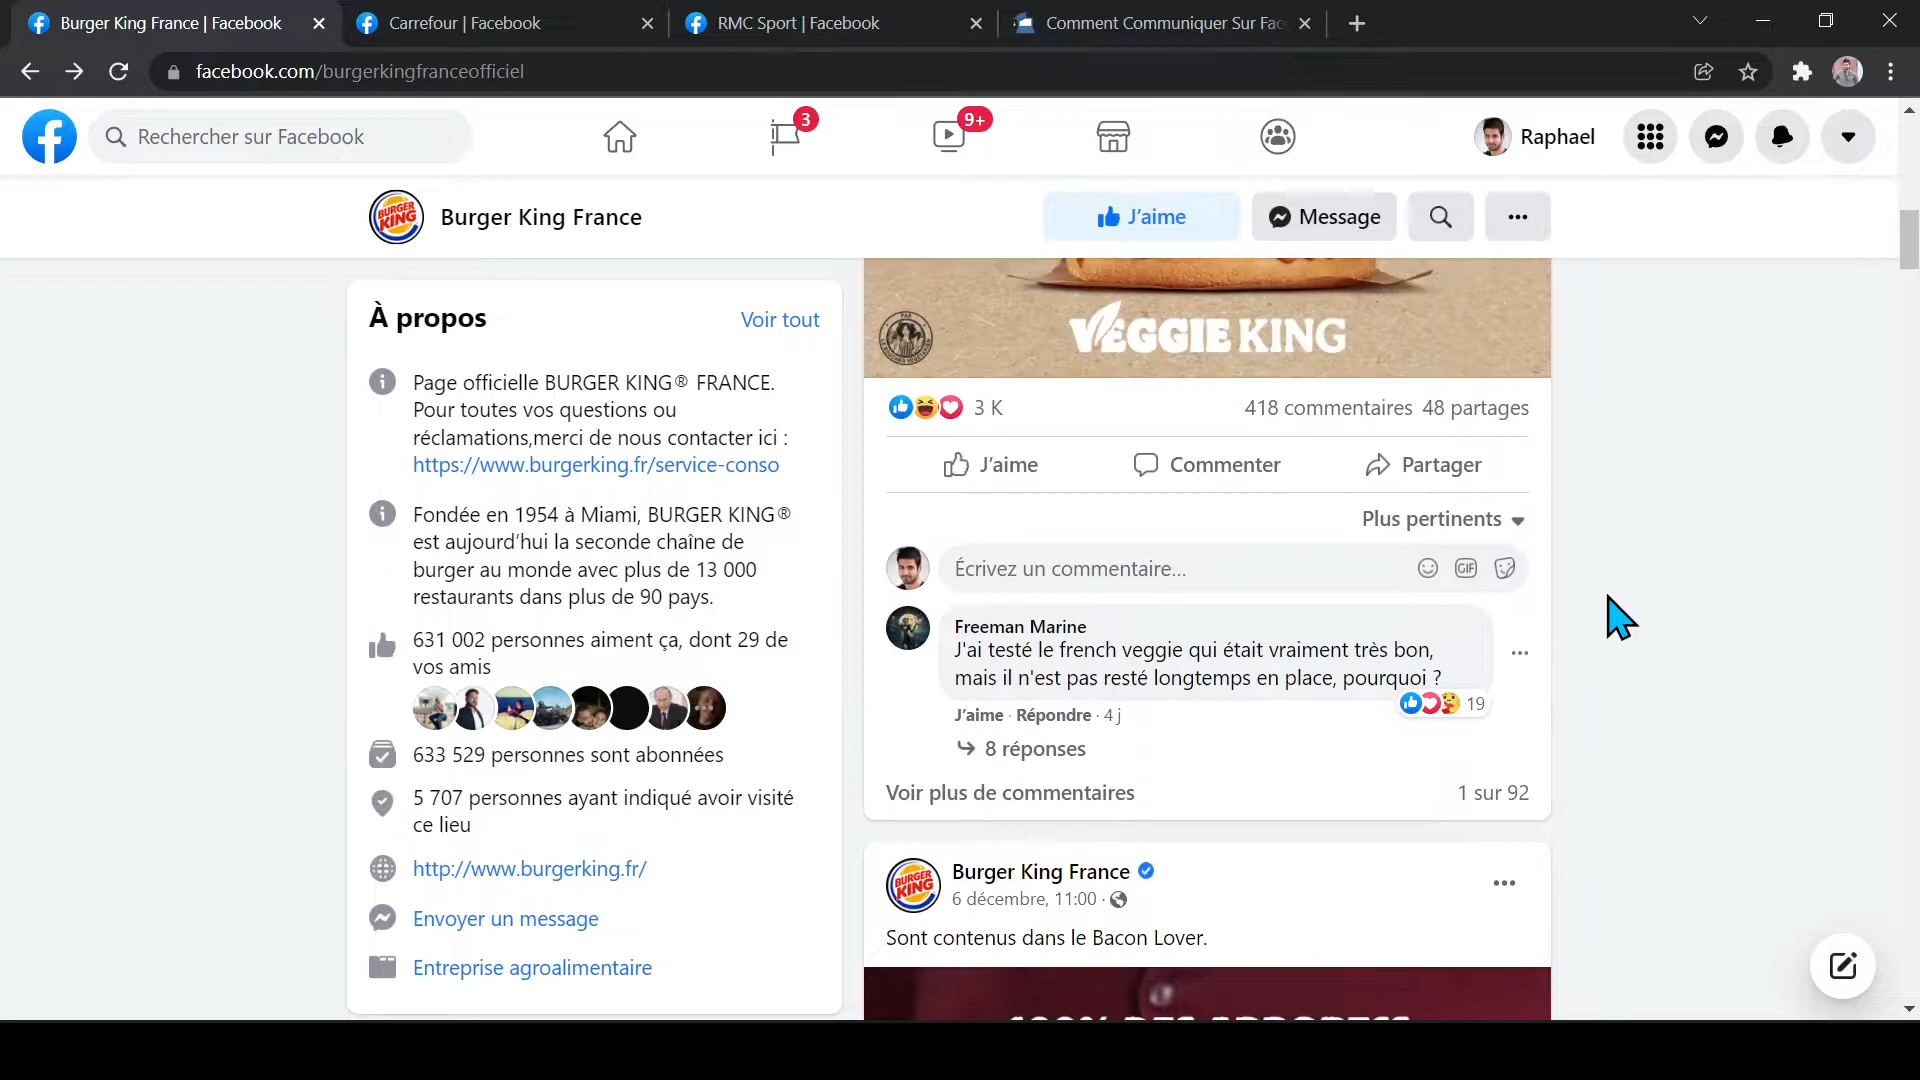 Burger King France | Facebook
Carrefour | Facebook
RMC Sport | Facebook
Comment Communiquer Sur Fac
facebook.com/burgerkingfranceofficiel
Rechercher sur Facebook
3
9+
Raphael
BURGER KING
Burger King France
J'aime
Message
À propos
Voir tout
Page officielle BURGER KING® FRANCE.
Pour toutes vos questions ou
réclamations,merci de nous contacter ici :
https://www.burgerking.fr/service-conso
Fondée en 1954 à Miami, BURGER KING®
est aujourd'hui la seconde chaîne de
burger au monde avec plus de 13 000
restaurants dans plus de 90 pays.
631 002 personnes aiment ça, dont 29 de
vos amis
633 529 personnes sont abonnées
5 707 personnes ayant indiqué avoir visité
ce lieu
http://www.burgerking.fr/
Envoyer un message
Entreprise agroalimentaire
VEGGIE KING
3 K
418 commentaires 48 partages
J'aime
Commenter
Partager
Plus pertinents
Écrivez un commentaire...
GIF
Freeman Marine
J'ai testé le french veggie qui était vraiment très bon,
mais il n'est pas resté longtemps en place, pourquoi ?
19
J'aime · Répondre · 4 j
8 réponses
Voir plus de commentaires
1 sur 92
BURGER KING
Burger King France
6 décembre, 11:00 ·
Sont contenus dans le Bacon Lover.